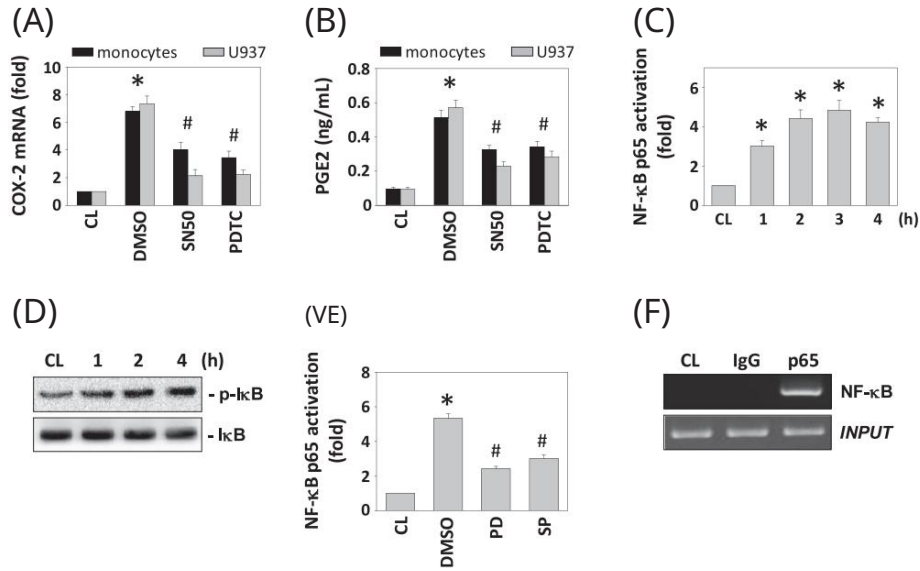 (A)
monocytes U937
COX-2 mRNA (fold)
10
8
6
4
2
0
*
#
#
CL
DMSO
SN50
PDTC
(B)
monocytes U937
PGE2 (ng/mL)
0.8
0.6
0.4
0.2
0.0
*
#
#
CL
DMSO
SN50
PDTC
(C)
NF-κB p65 activation
(fold)
6
4
2
0
*
*
*
*
CL 1 2 3 4 (h)
(D)
CL 1 2 4 (h)
- p-IκB
- IκB
(VE)
NF-κB p65 activation
(fold)
8
6
4
2
0
*
#
#
CL
DMSO
PD
SP
(F)
CL IgG p65
NF-κB
INPUT